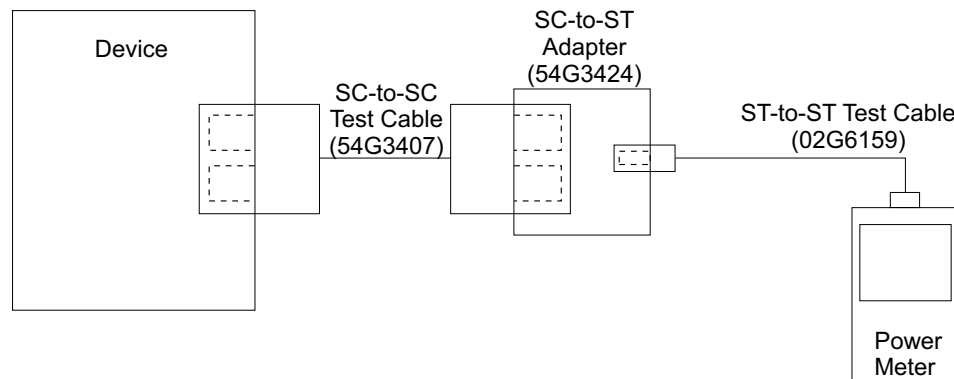 Device
SC-to-SC
Test Cable
(54G3407)
SC-to-ST
Adapter
(54G3424)
ST-to-ST Test Cable
(02G6159)
Power
Meter